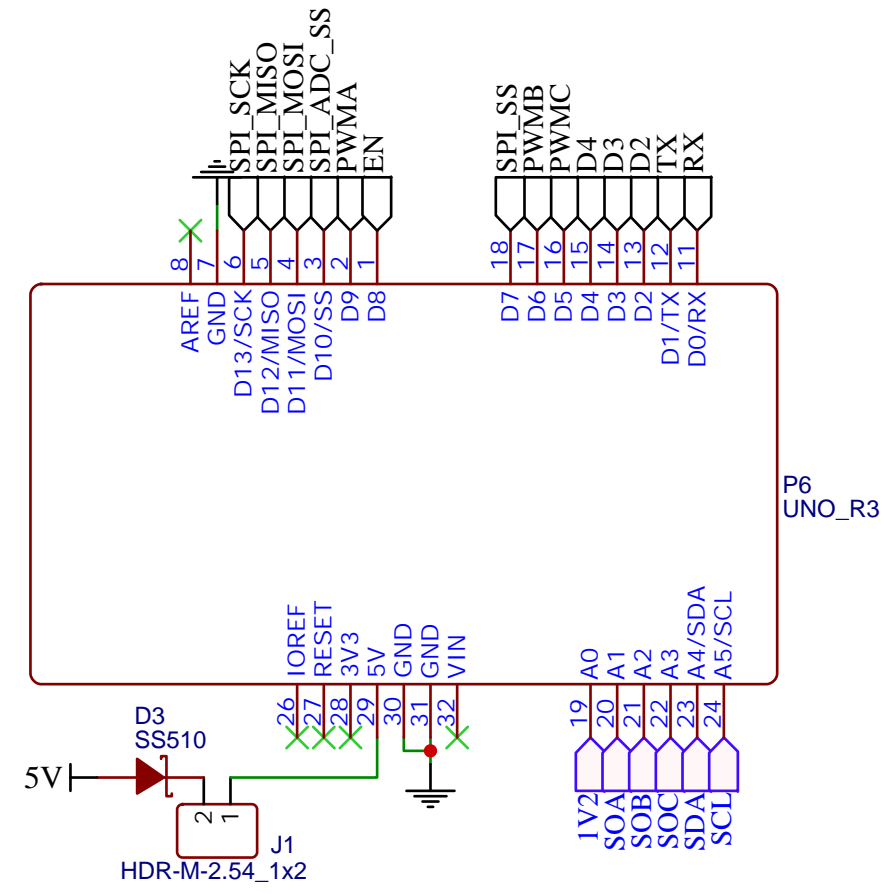 SPI_SCK
SPI_MISO
SPI_MOSI
SPI_ADC_SS
PWMA
EN
SPI_SS
PWMB
PWMC
D4
D3
D2
TX
RX
8
7
6
5
4
3
2
1
18
17
16
15
14
13
12
11
AREF
GND
D13/SCK
D12/MISO
D11/MOSI
D10/SS
D9
D8
D7
D6
D5
D4
D3
D2
D1/TX
D0/RX
P6
UNO_R3
IOREF
RESET
3V3
5V
GND
GND
VIN
A0
A1
A2
A3
A4/SDA
A5/SCL
26
27
28
29
30
31
32
19
20
21
22
23
24
D3
SS510
5V
2
1
J1
HDR-M-2.54_1x2
1V2
SOA
SOB
SOC
SDA
SCL